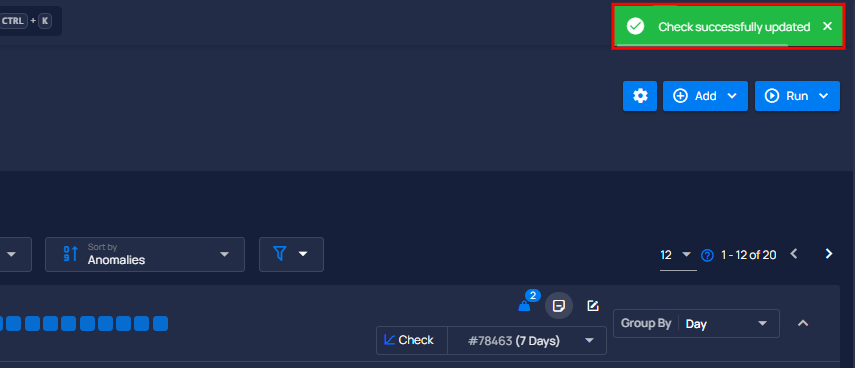 CTRL + K
Check successfully updated
Add
Run
Sort by
Anomalies
12
1 - 12 of 20
2
Check
#78463 (7 Days)
Group By
Day